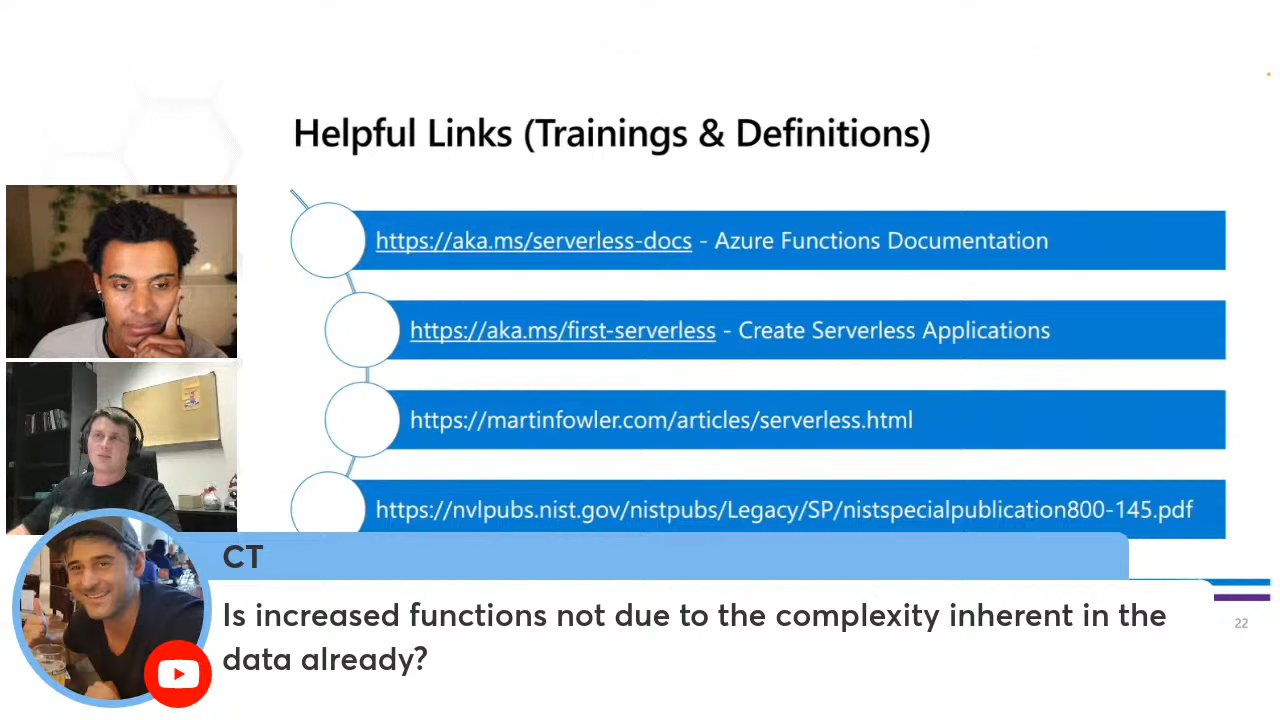 Helpful Links (Trainings & Definitions)
https://aka.ms/serverless-docs - Azure Functions Documentation
https://aka.ms/first-serverless - Create Serverless Applications
https://martinfowler.com/articles/serverless.html
https://nvlpubs.nist.gov/nistpubs/Legacy/SP/nistspecialpublication800-145.pdf
CT
Is increased functions not due to the complexity inherent in the
data already?
22